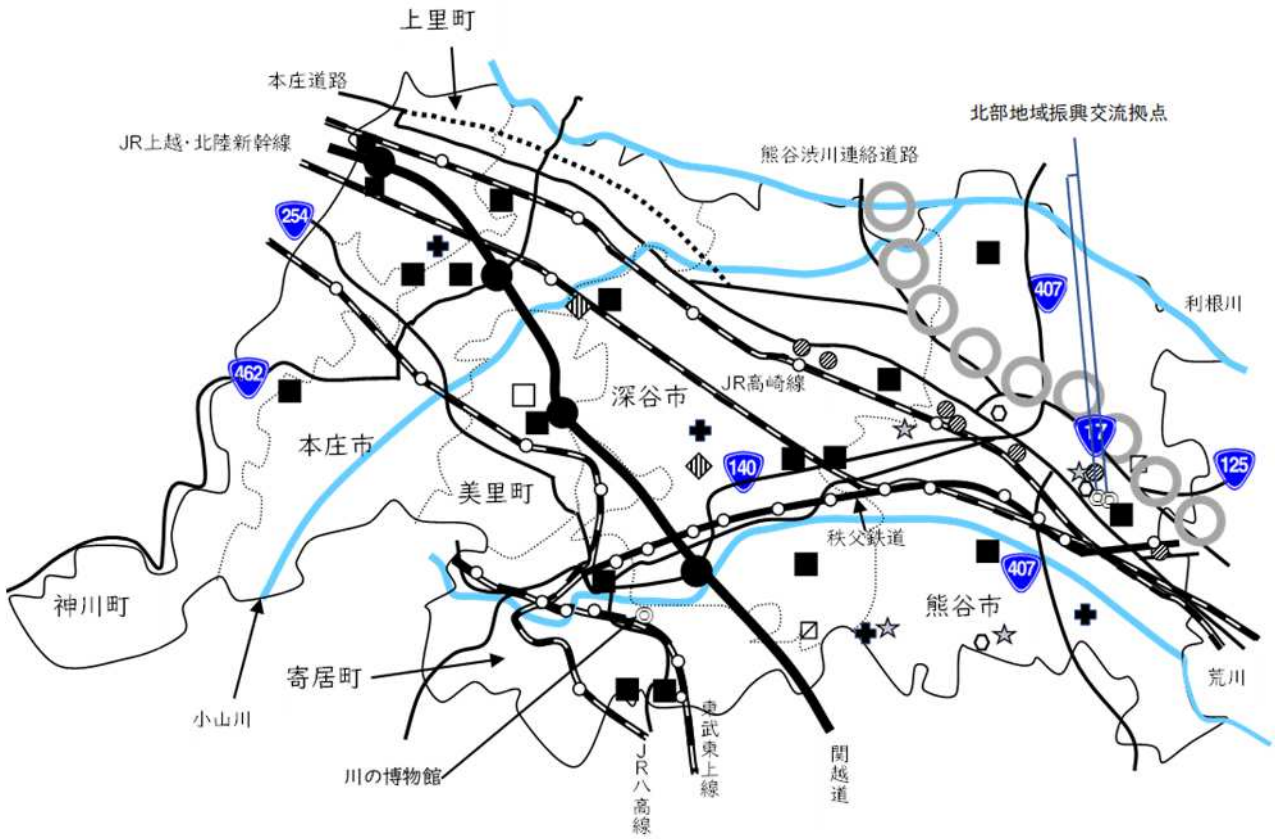 上里町
本庄道路
北部地域振興交流拠点
JR上越・北陸新幹線
熊谷渋川連絡道路
254
407
利根川
462
JR高崎線
深谷市
本庄市
17
140
125
美里町
秩父鉄道
407
神川町
熊谷市
寄居町
荒川
小山川
東武東上線
関越道
JR八高線
川の博物館